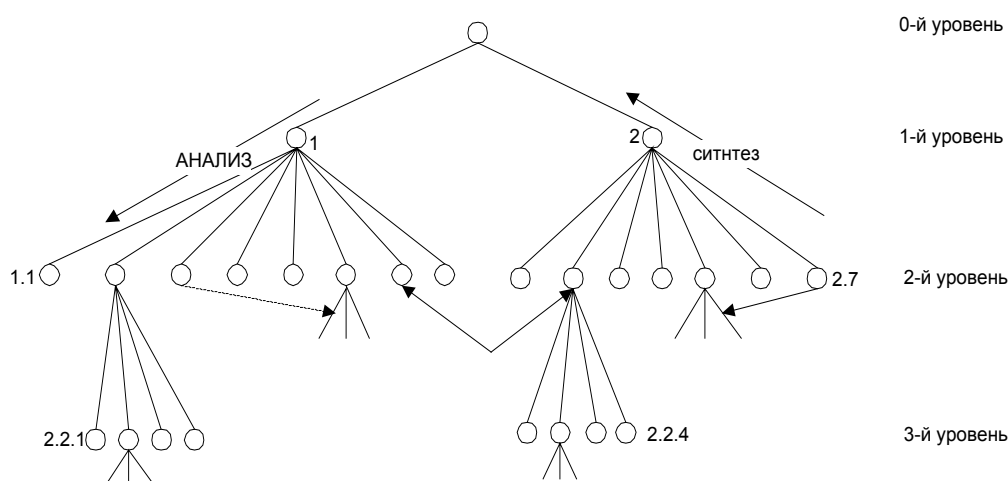 0-й уровень
1
2
1-й уровень
АНАЛИЗ
ситнтез
1.1
2.7
2-й уровень
2.2.1
2.2.4
3-й уровень